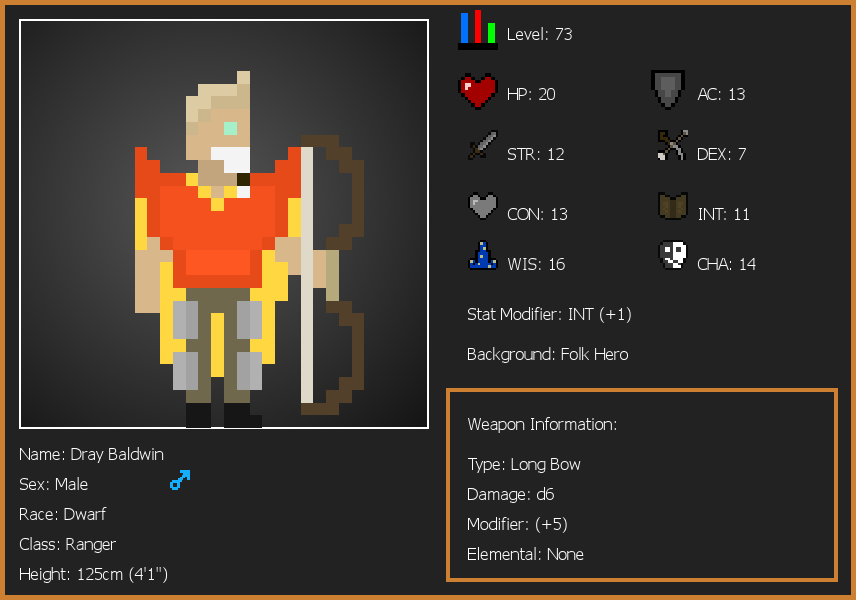 Level: 73
HP: 20
AC: 13
STR: 12
DEX: 7
CON: 13
INT: 11
WIS: 16
CHA: 14
Stat Modifier: INT (+1)
Background: Folk Hero
Weapon Information:
Type: Long Bow
Damage: d6
Modifier: (+5)
Elemental: None
Name: Dray Baldwin
Sex: Male
Race: Dwarf
Class: Ranger
Height: 125cm (4'1")